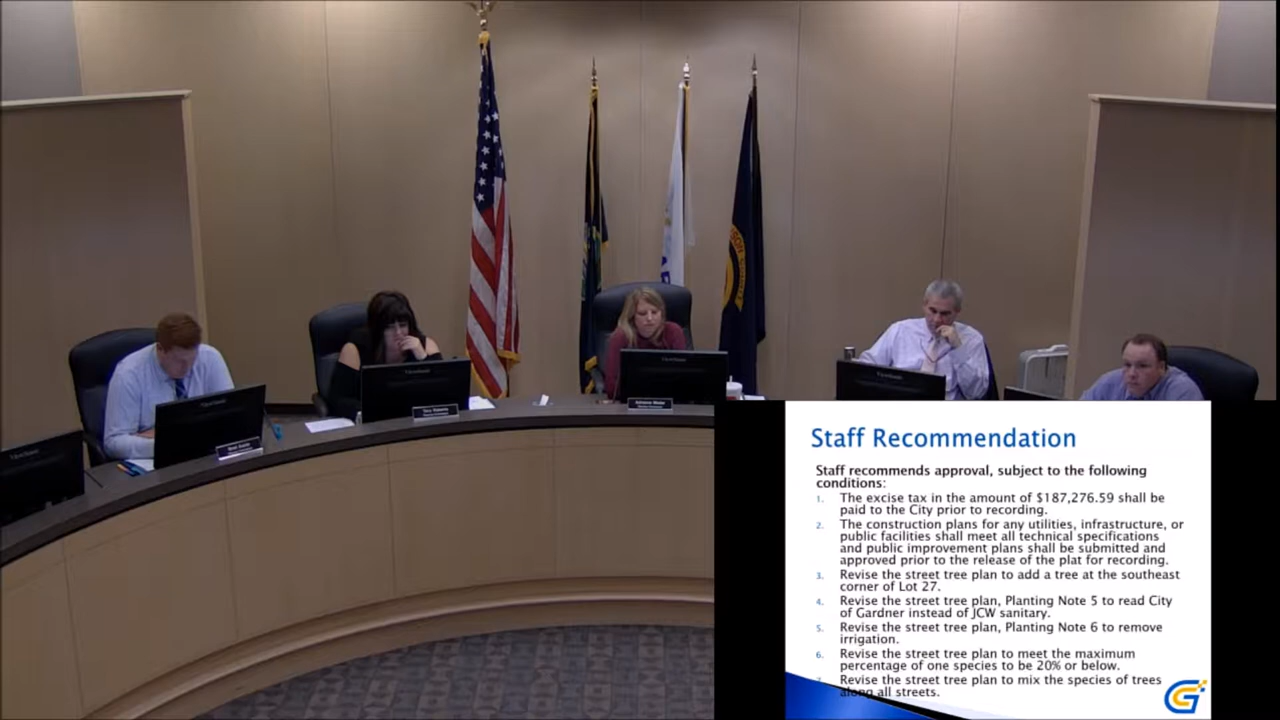 Staff Recommendation
Staff recommends approval, subject to the following
conditions:
1. The excise tax in the amount of $187,276.59 shall be
paid to the City prior to recording.
2. The construction plans for any utilities, infrastructure, or
public facilities shall meet all technical specifications
and public improvement plans shall be submitted and
approved prior to the release of the plat for recording.
3. Revise the street tree plan to add a tree at the southeast
corner of Lot 27.
4. Revise the street tree plan, Planting Note 5 to read City
of Gardner instead of JCW sanitary.
5. Revise the street tree plan, Planting Note 6 to remove
irrigation.
6. Revise the street tree plan to meet the maximum
percentage of one species to be 20% or below.
7. Revise the street tree plan to mix the species of trees
along all streets.